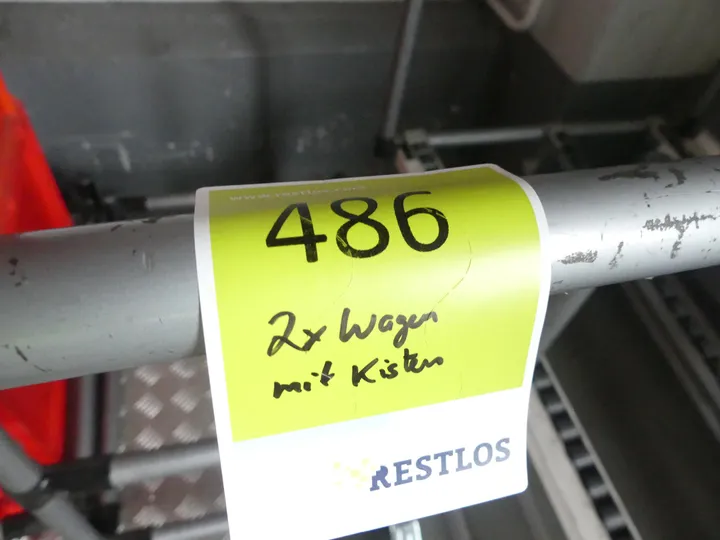 486
2x Wagen
mit Kisten
RESTLOS